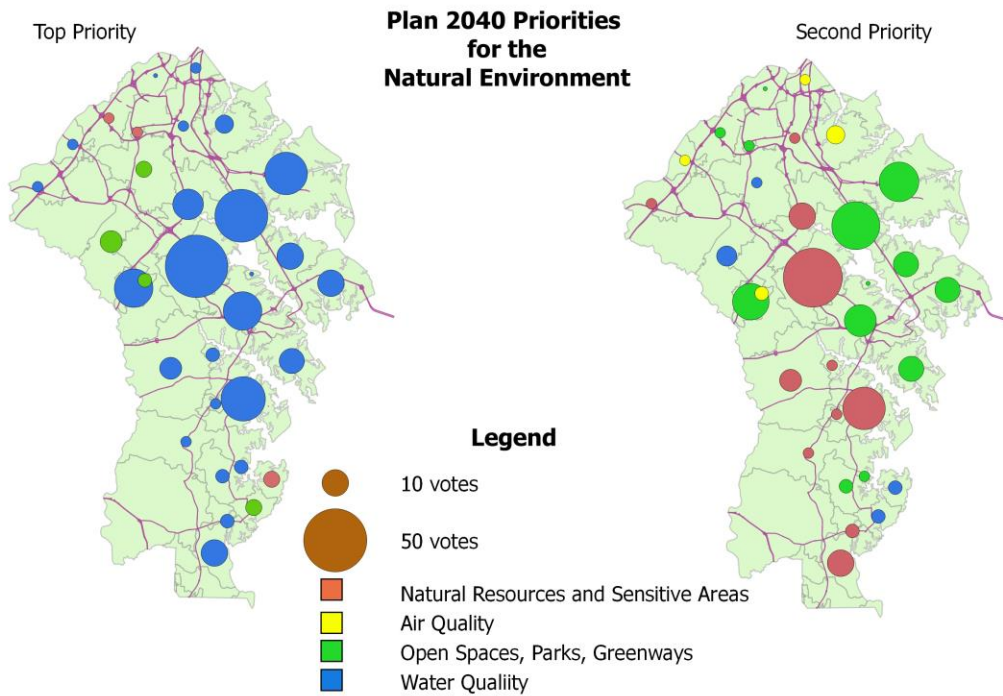 Plan 2040 Priorities
for the
Natural Environment
Top Priority
Second Priority
Legend
10 votes
50 votes
Natural Resources and Sensitive Areas
Air Quality
Open Spaces, Parks, Greenways
Water Qualiity